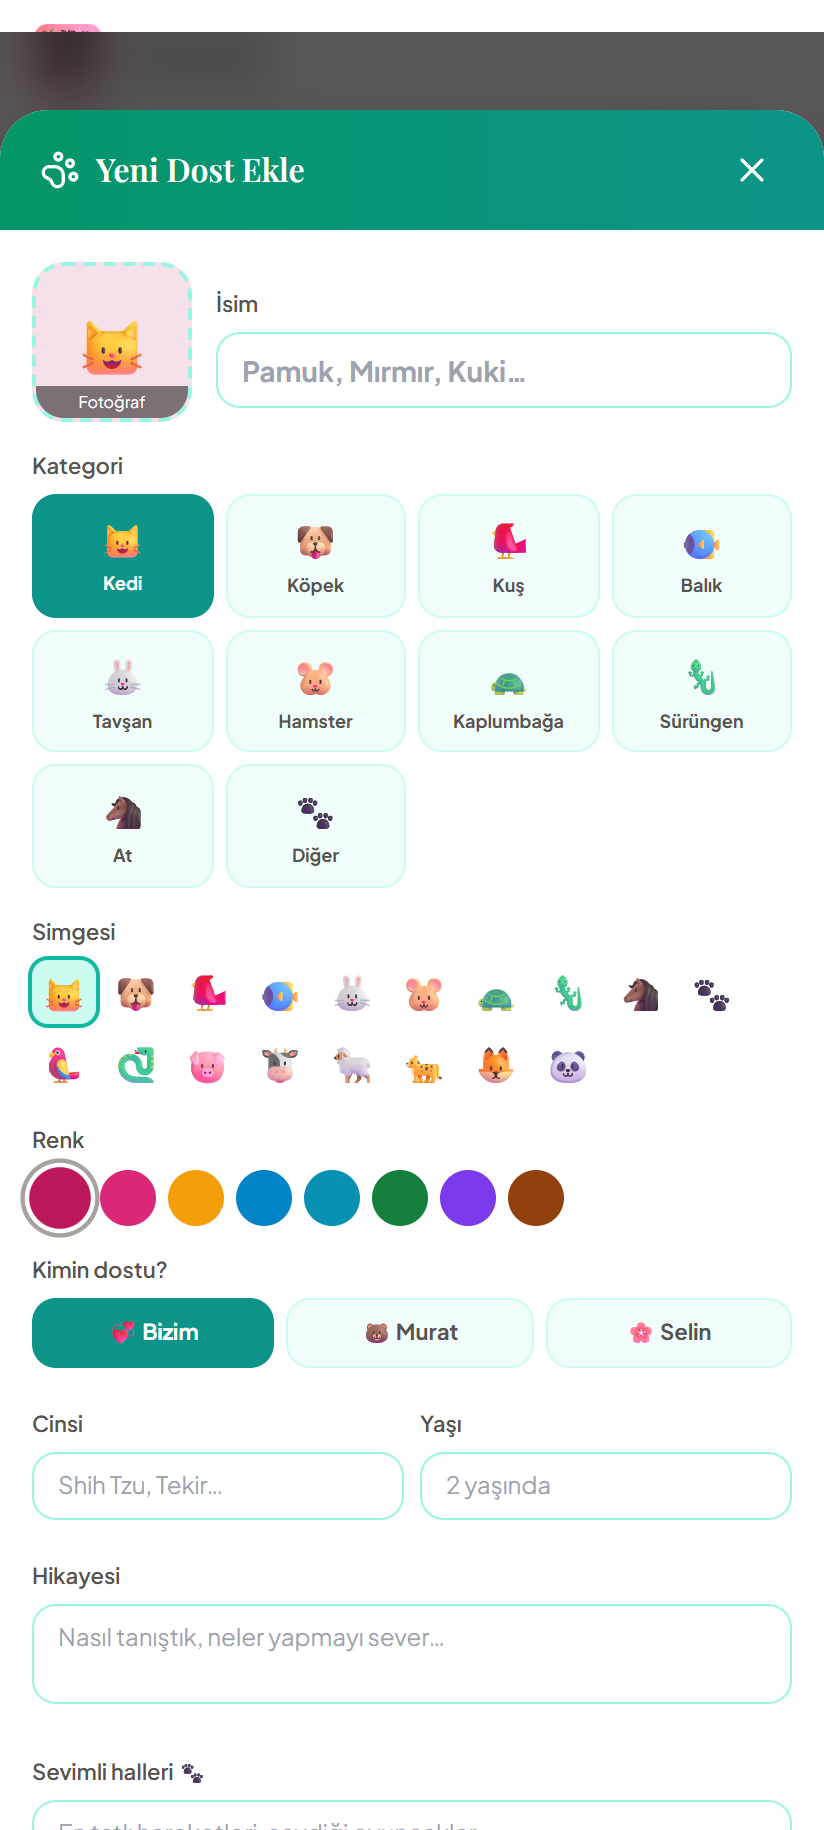 Yeni Dost Ekle
İsim
Pamuk, Mırmır, Kuki...
Fotoğraf
Kategori
Kedi
Köpek
Kuş
Balık
Tavşan
Hamster
Kaplumbağa
Sürüngen
At
Diğer
Simgesi
Renk
Kimin dostu?
Bizim
Murat
Selin
Cinsi
Yaşı
Shih Tzu, Tekir...
2 yaşında
Hikayesi
Nasıl tanıştık, neler yapmayı sever...
Sevimli halleri